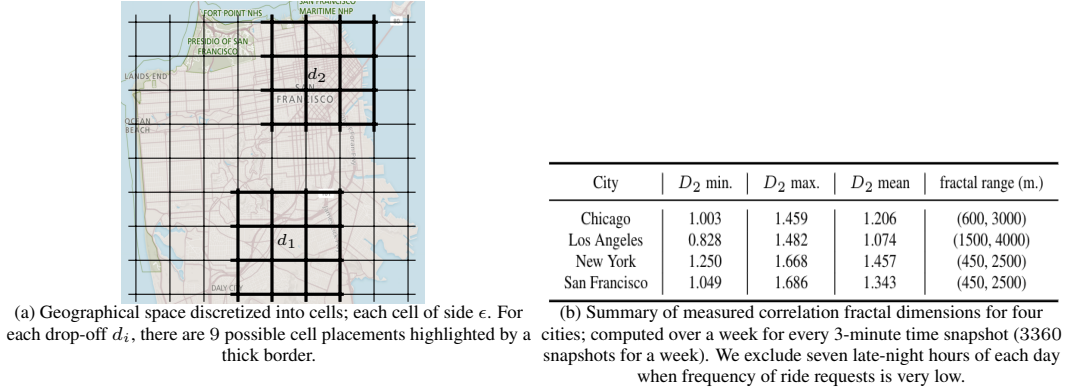 SAN FRANCISCO
FORT POINT NHS
MARITIME NHP
80
PRESIDIO OF SAN
FRANCISCO
LANDS END
d2
SAN
FRANCISCO
OCEAN
BEACH
d1
DALY CITY
(a) Geographical space discretized into cells; each cell of side ϵ. For
each drop-off di, there are 9 possible cell placements highlighted by a
thick border.
City D2 min. D2 max. D2 mean fractal range (m.)
Chicago 1.003 1.459 1.206 (600, 3000)
Los Angeles 0.828 1.482 1.074 (1500, 4000)
New York 1.250 1.668 1.457 (450, 2500)
San Francisco 1.049 1.686 1.343 (450, 2500)
(b) Summary of measured correlation fractal dimensions for four
cities; computed over a week for every 3-minute time snapshot (3360
snapshots for a week). We exclude seven late-night hours of each day
when frequency of ride requests is very low.